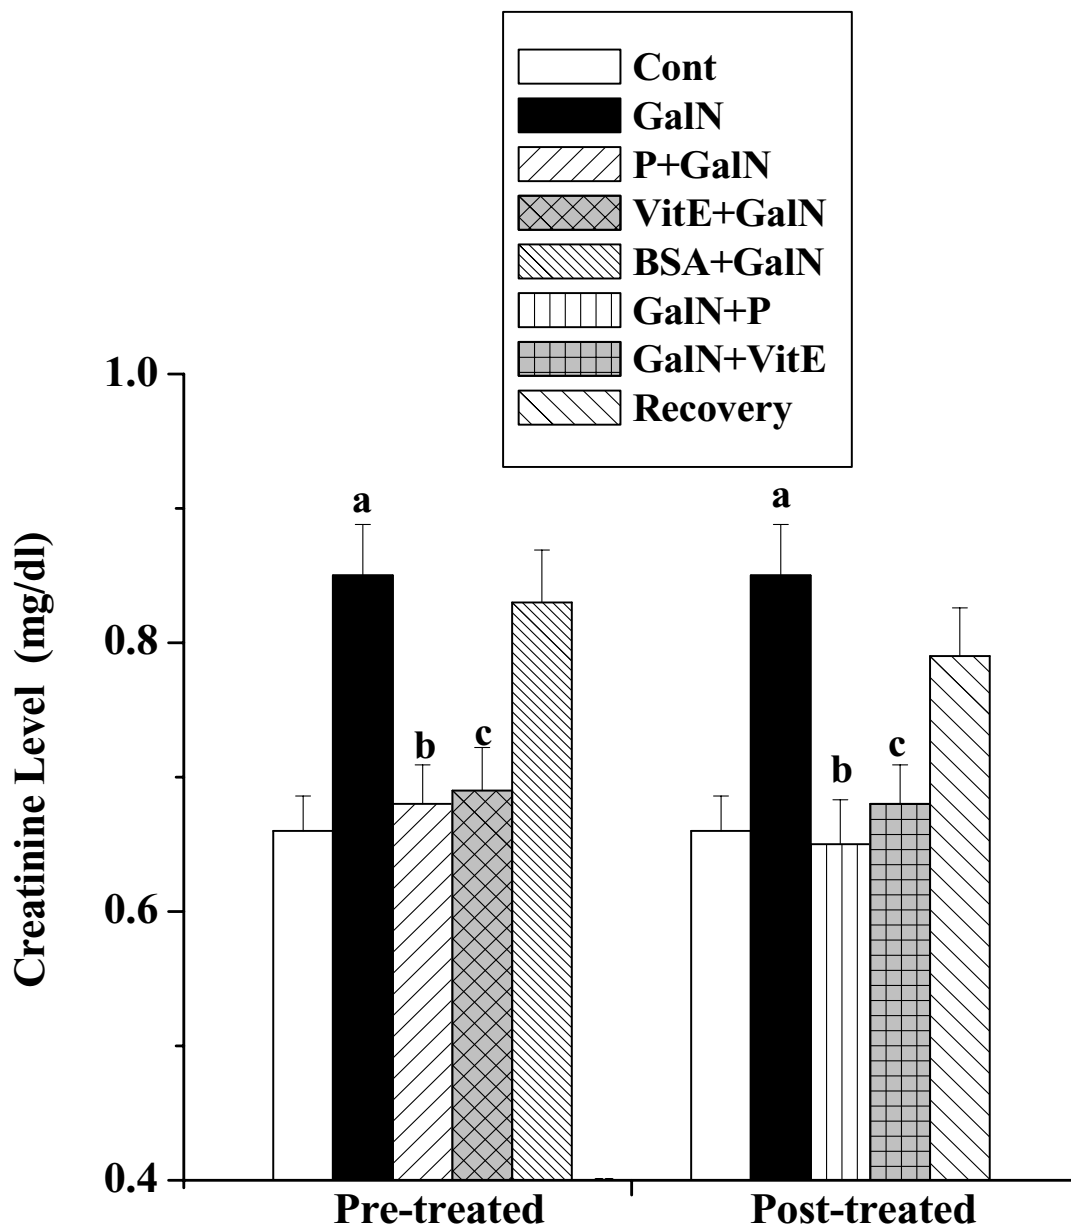 Cont
GalN
P+GalN
VitE+GalN
BSA+GalN
GalN+P
GalN+VitE
Recovery
1.0
0.8
0.6
0.4
Creatinine Level (mg/dl)
a
b
c
a
b
c
Pre-treated
Post-treated